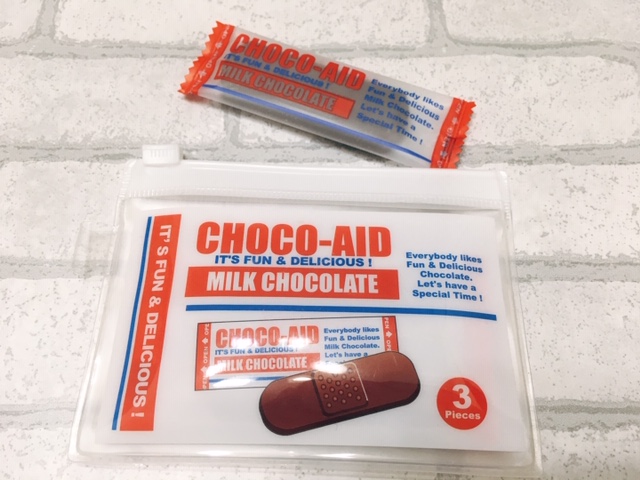 CHOCO-AID
IT'S FUN & DELICIOUS !
MILK CHOCOLATE
Everybody likes
Fun & Delicious
Milk Chocolate.
Let's have a
Special Time !
IT'S FUN & DELICIOUS !
CHOCO-AID
IT'S FUN & DELICIOUS !
MILK CHOCOLATE
Everybody likes
Fun & Delicious
Chocolate.
Let's have a
Special Time !
OPEN
CHOCO-AID
IT'S FUN & DELICIOUS !
MILK CHOCOLATE
Everybody likes
Fun & Delicious
Milk Chocolate.
Let's have a
3
Pieces